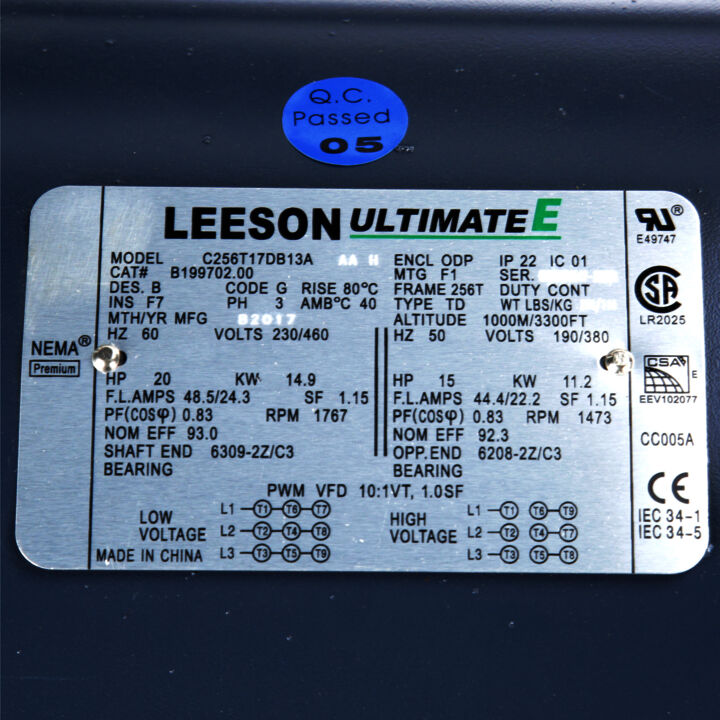 Q.C.
Passed
05
LEESON ULTIMATE E
MODEL C256T17DB13A AA H
CAT# B199702.00
DES. B CODE G RISE 80°C
INS F7 PH 3 AMB°C 40
MTH/YR MFG B2017
HZ 60 VOLTS 230/460
HP 20 KW 14.9
F.L.AMPS 48.5/24.3 SF 1.15
PF(COSφ) 0.83 RPM 1767
NOM EFF 93.0
SHAFT END 6309-2Z/C3
BEARING
ENCL ODP IP 22 IC 01
MTG F1 SER.
FRAME 256T DUTY CONT
TYPE TD WT LBS/KG
ALTITUDE 1000M/3300FT
HZ 50 VOLTS 190/380
HP 15 KW 11.2
F.L.AMPS 44.4/22.2 SF 1.15
PF(COSφ) 0.83 RPM 1473
NOM EFF 92.3
OPP.END 6208-2Z/C3
BEARING
PWM VFD 10:1VT, 1.0SF
LOW VOLTAGE
L1 T1 T6 T7
L2 T2 T4 T8
L3 T3 T5 T9
HIGH VOLTAGE
L1 T1 T6 T9
L2 T2 T4 T7
L3 T3 T5 T8
MADE IN CHINA
NEMA®
Premium
®
E49747
SA
LR2025
CSA E
EEV102077
CC005A
CE
IEC 34-1
IEC 34-5